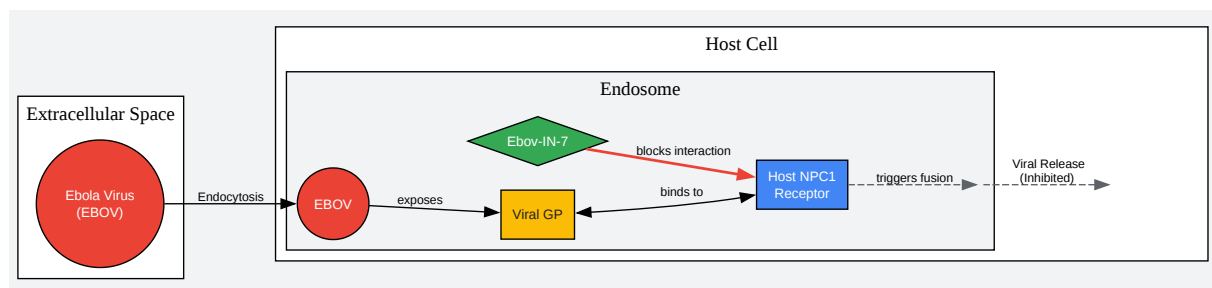 Host Cell
Endosome
Extracellular Space
Ebola Virus
(EBOV)
Endocytosis
EBOV
exposes
Ebov-IN-7
Viral GP
blocks interaction
binds to
Host NPC1
Receptor
triggers fusion
Viral Release
(Inhibited)